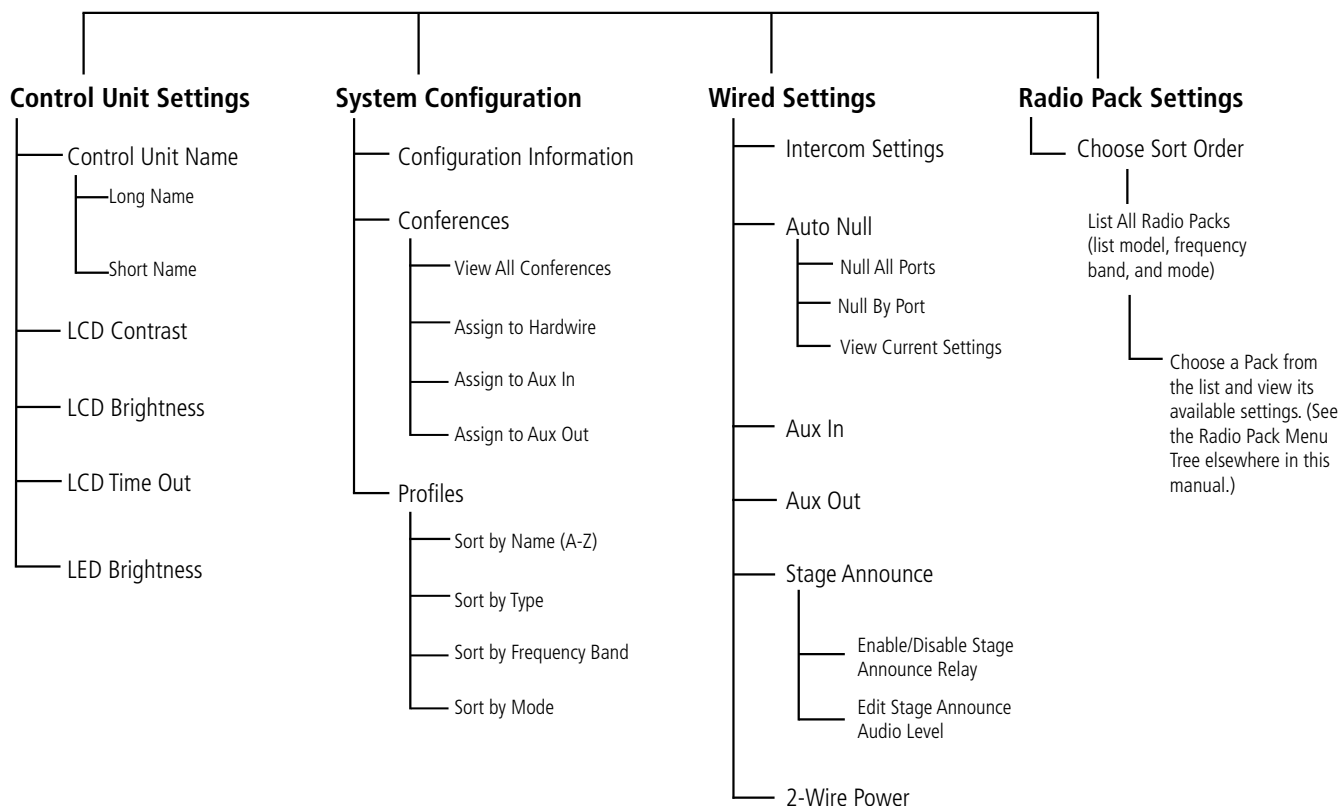 Control Unit Settings
Control Unit Name
Long Name
Short Name
LCD Contrast
LCD Brightness
LCD Time Out
LED Brightness
System Configuration
Configuration Information
Conferences
View All Conferences
Assign to Hardwire
Assign to Aux In
Assign to Aux Out
Profiles
Sort by Name (A-Z)
Sort by Type
Sort by Frequency Band
Sort by Mode
Wired Settings
Intercom Settings
Auto Null
Null All Ports
Null By Port
View Current Settings
Aux In
Aux Out
Stage Announce
Enable/Disable Stage
Announce Relay
Edit Stage Announce
Audio Level
2-Wire Power
Radio Pack Settings
Choose Sort Order
List All Radio Packs
(list model, frequency
band, and mode)
Choose a Pack from
the list and view its
available settings. (See
the Radio Pack Menu
Tree elsewhere in this
manual.)